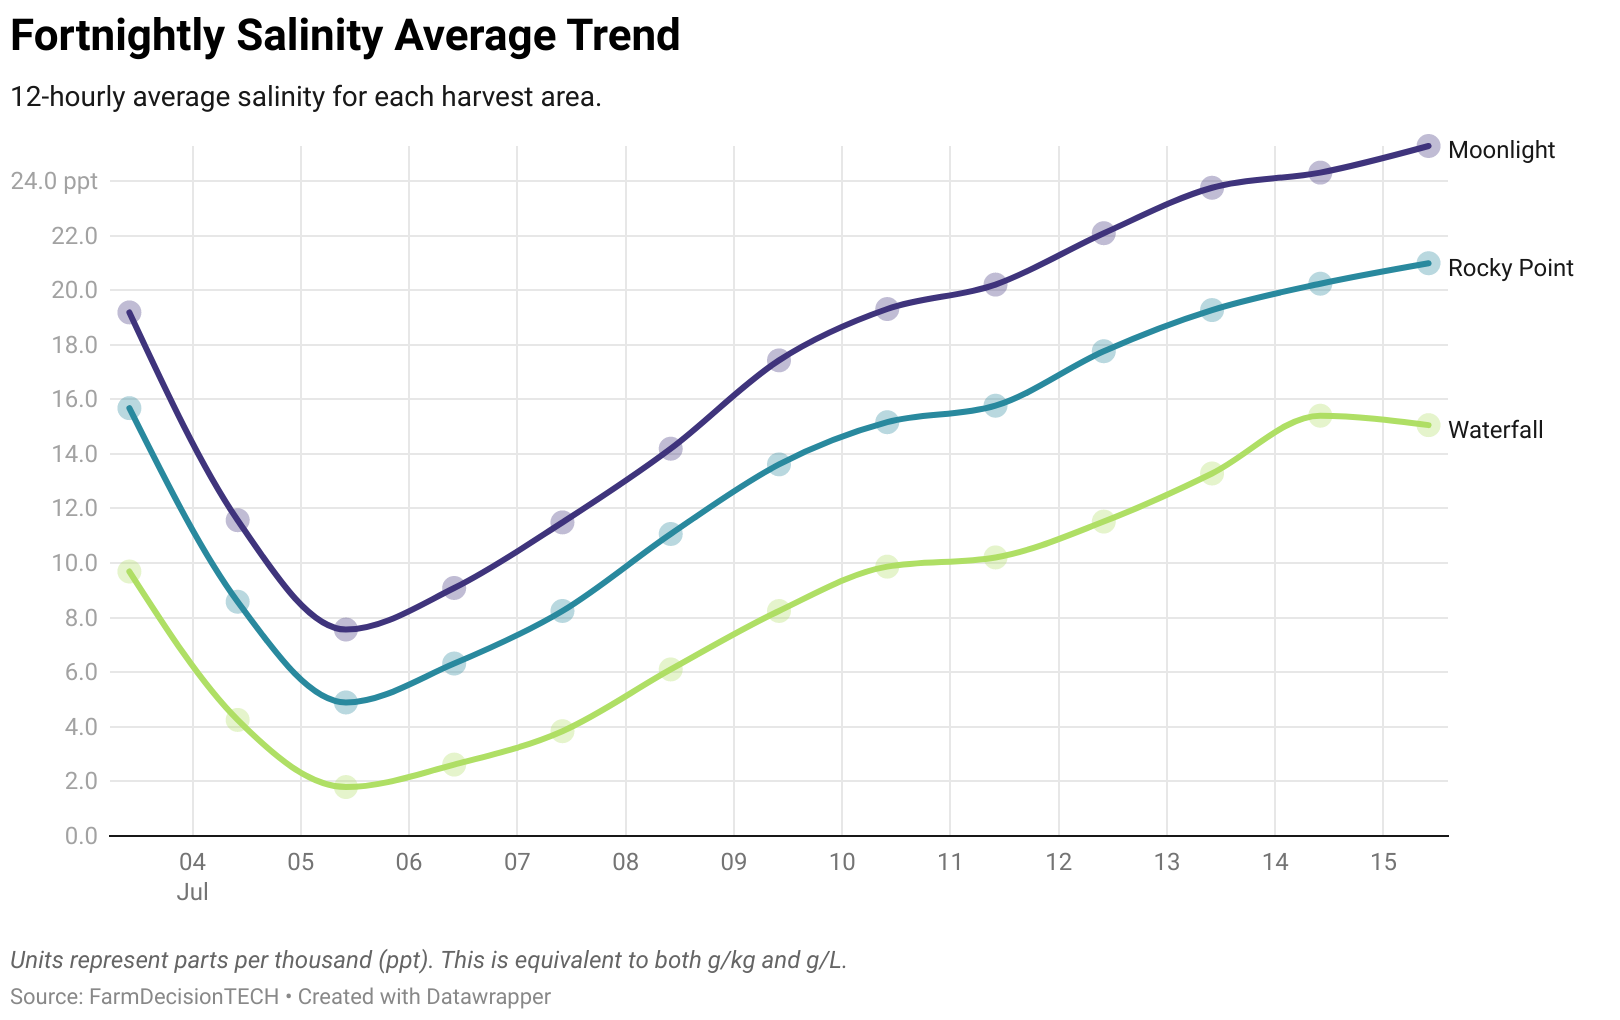 Fortnightly Salinity Average Trend
12-hourly average salinity for each harvest area.
Moonlight
24.0 ppt
22.0
Rocky Point
20.0
18.0
16.0
Waterfall
14.0
12.0
10.0
8.0
6.0
4.0
2.0
0.0
04 05 06 07 08 09 10 11 12 13 14 15
Jul
Units represent parts per thousand (ppt). This is equivalent to both g/kg and g/L.
Source: FarmDecisionTECH • Created with Datawrapper